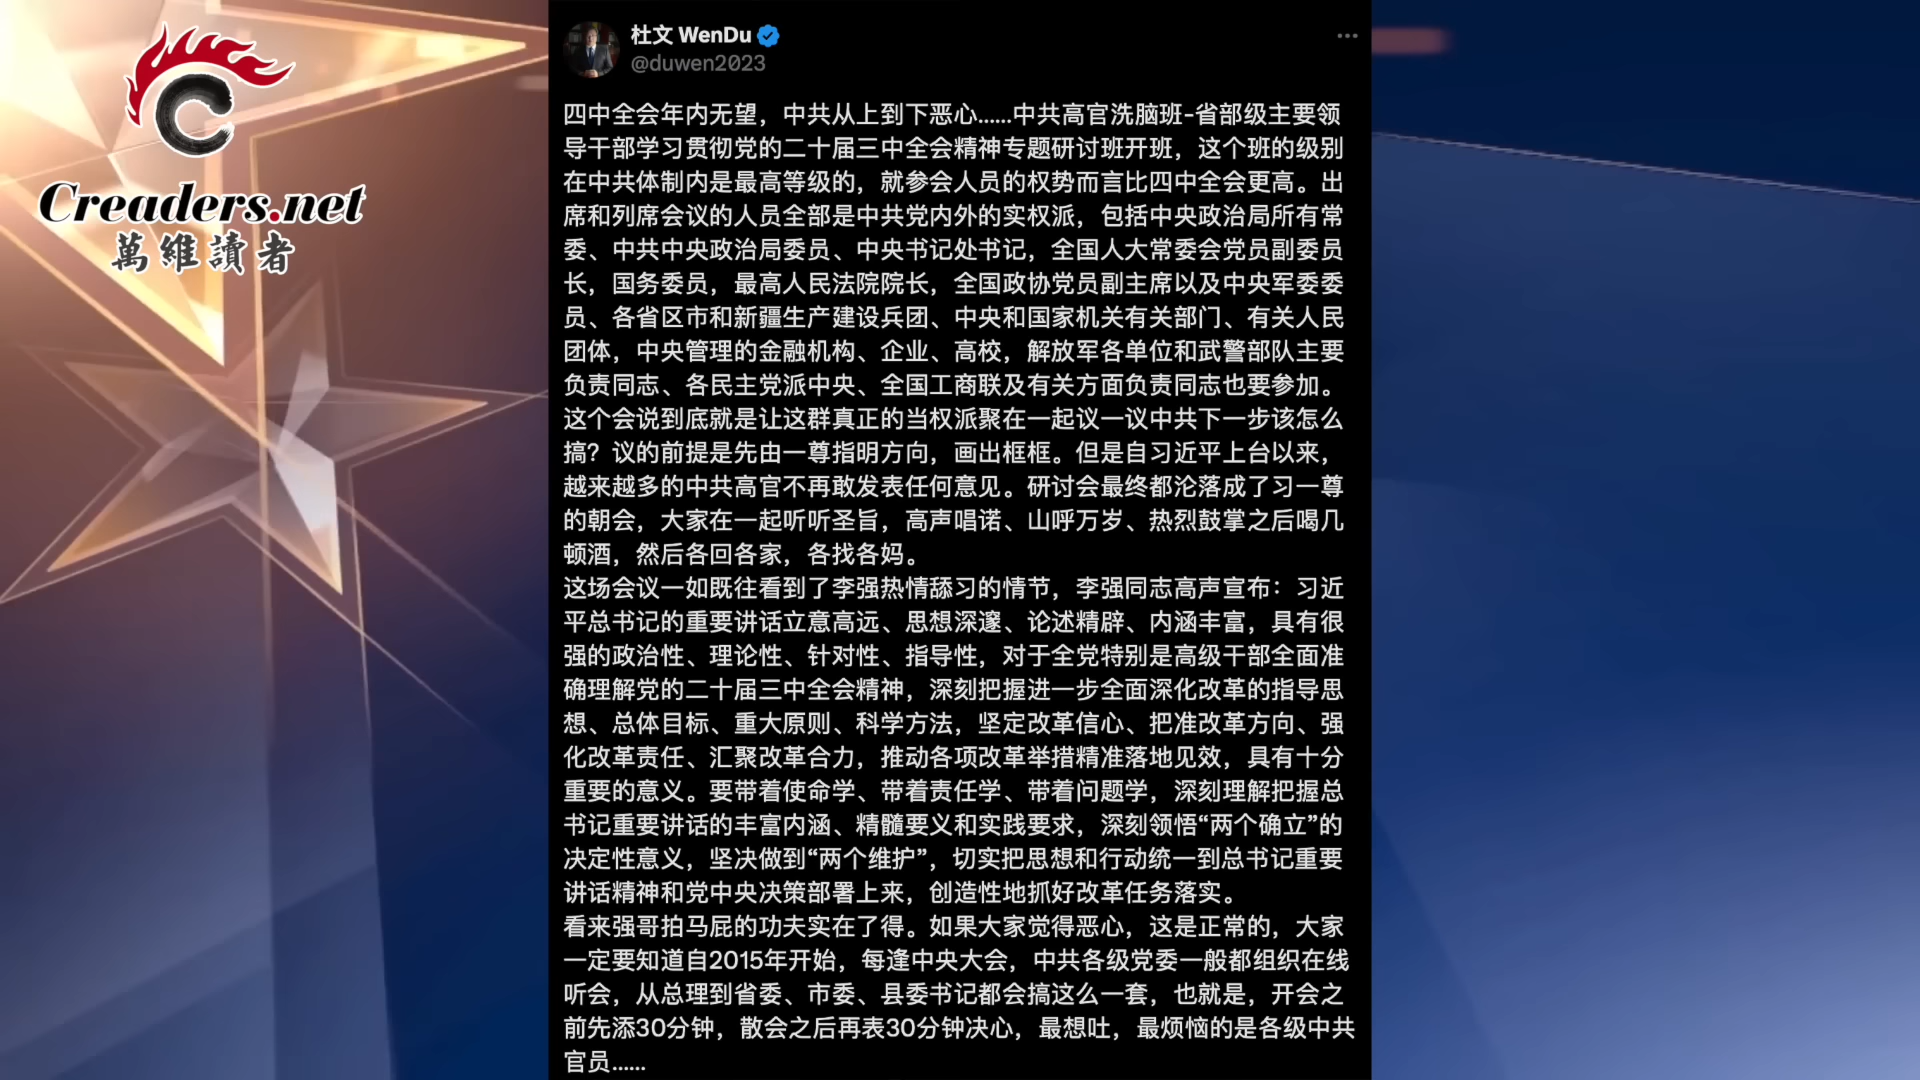 Creaders.net
萬維讀者
杜文 WenDu
@duwen2023
四中全会年内无望，中共从上到下恶心......中共高官洗脑班-省部级主要领
导干部学习贯彻党的二十届三中全会精神专题研讨班开班，这个班的级别
在中共体制内是最高等级的，就参会人员的权势而言比四中全会更高。出
席和列席会议的人员全部是中共党内外的实权派，包括中央政治局所有常
委、中共中央政治局委员、中央书记处书记，全国人大常委会党员副委员
长，国务委员，最高人民法院院长，全国政协党员副主席以及中央军委委
员、各省区市和新疆生产建设兵团、中央和国家机关有关部门、有关人民
团体，中央管理的金融机构、企业、高校，解放军各单位和武警部队主要
负责同志、各民主党派中央、全国工商联及有关方面负责同志也要参加。
这个会说到底就是让这群真正的当权派聚在一起议一议中共下一步该怎么
搞？议的前提是先由一尊指明方向，画出框框。但是自习近平上台以来，
越来越多的中共高官不再敢发表任何意见。研讨会最终都沦落成了习一尊
的朝会，大家在一起听听圣旨，高声唱诺、山呼万岁、热烈鼓掌之后喝几
顿酒，然后各回各家，各找各妈。
这场会议一如既往看到了李强热情舔习的情节，李强同志高声宣布：习近
平总书记的重要讲话立意高远、思想深邃、论述精辟、内涵丰富，具有很
强的政治性、理论性、针对性、指导性，对于全党特别是高级干部全面准
确理解党的二十届三中全会精神，深刻把握进一步全面深化改革的指导思
想、总体目标、重大原则、科学方法，坚定改革信心、把准改革方向、强
化改革责任、汇聚改革合力，推动各项改革举措精准落地见效，具有十分
重要的意义。要带着使命学、带着责任学、带着问题学，深刻理解把握总
书记重要讲话的丰富内涵、精髓要义和实践要求，深刻领悟“两个确立”的
决定性意义，坚决做到“两个维护”，切实把思想和行动统一到总书记重要
讲话精神和党中央决策部署上来，创造性地抓好改革任务落实。
看来强哥拍马屁的功夫实在了得。如果大家觉得恶心，这是正常的，大家
一定要知道自2015年开始，每逢中央大会，中共各级党委一般都组织在线
听会，从总理到省委、市委、县委书记都会搞这么一套，也就是，开会之
前先添30分钟，散会之后再表30分钟决心，最想吐，最烦恼的是各级中共
官员......